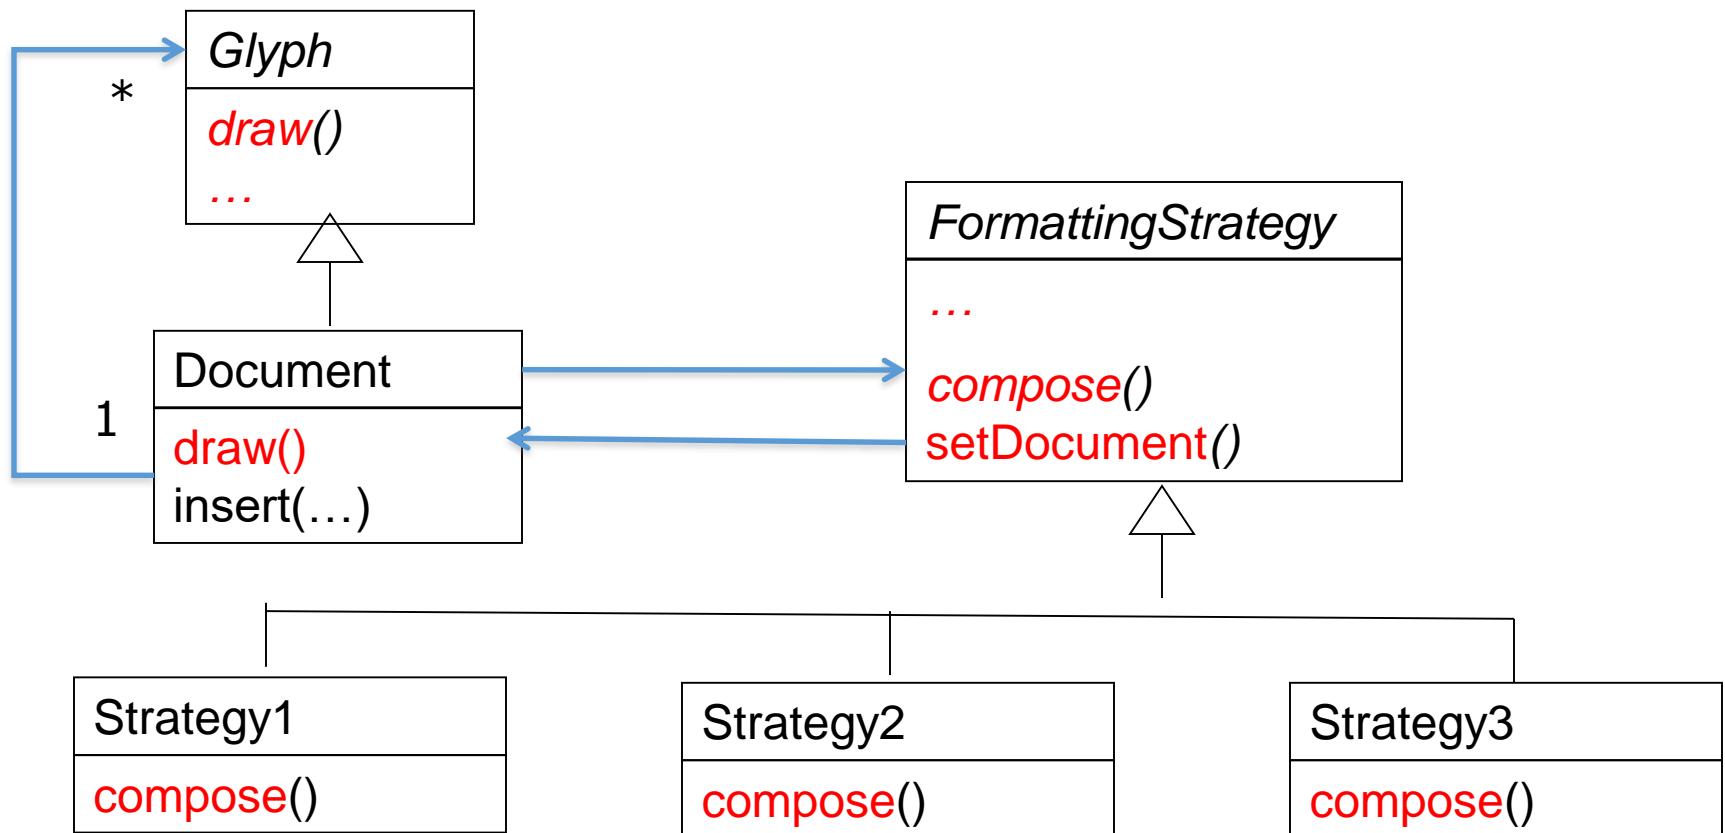 Glyph
*
draw()
…
FormattingStrategy
…
compose()
setDocument()
Document
1
draw()
insert(…)
Strategy1
compose()
Strategy2
compose()
Strategy3
compose()